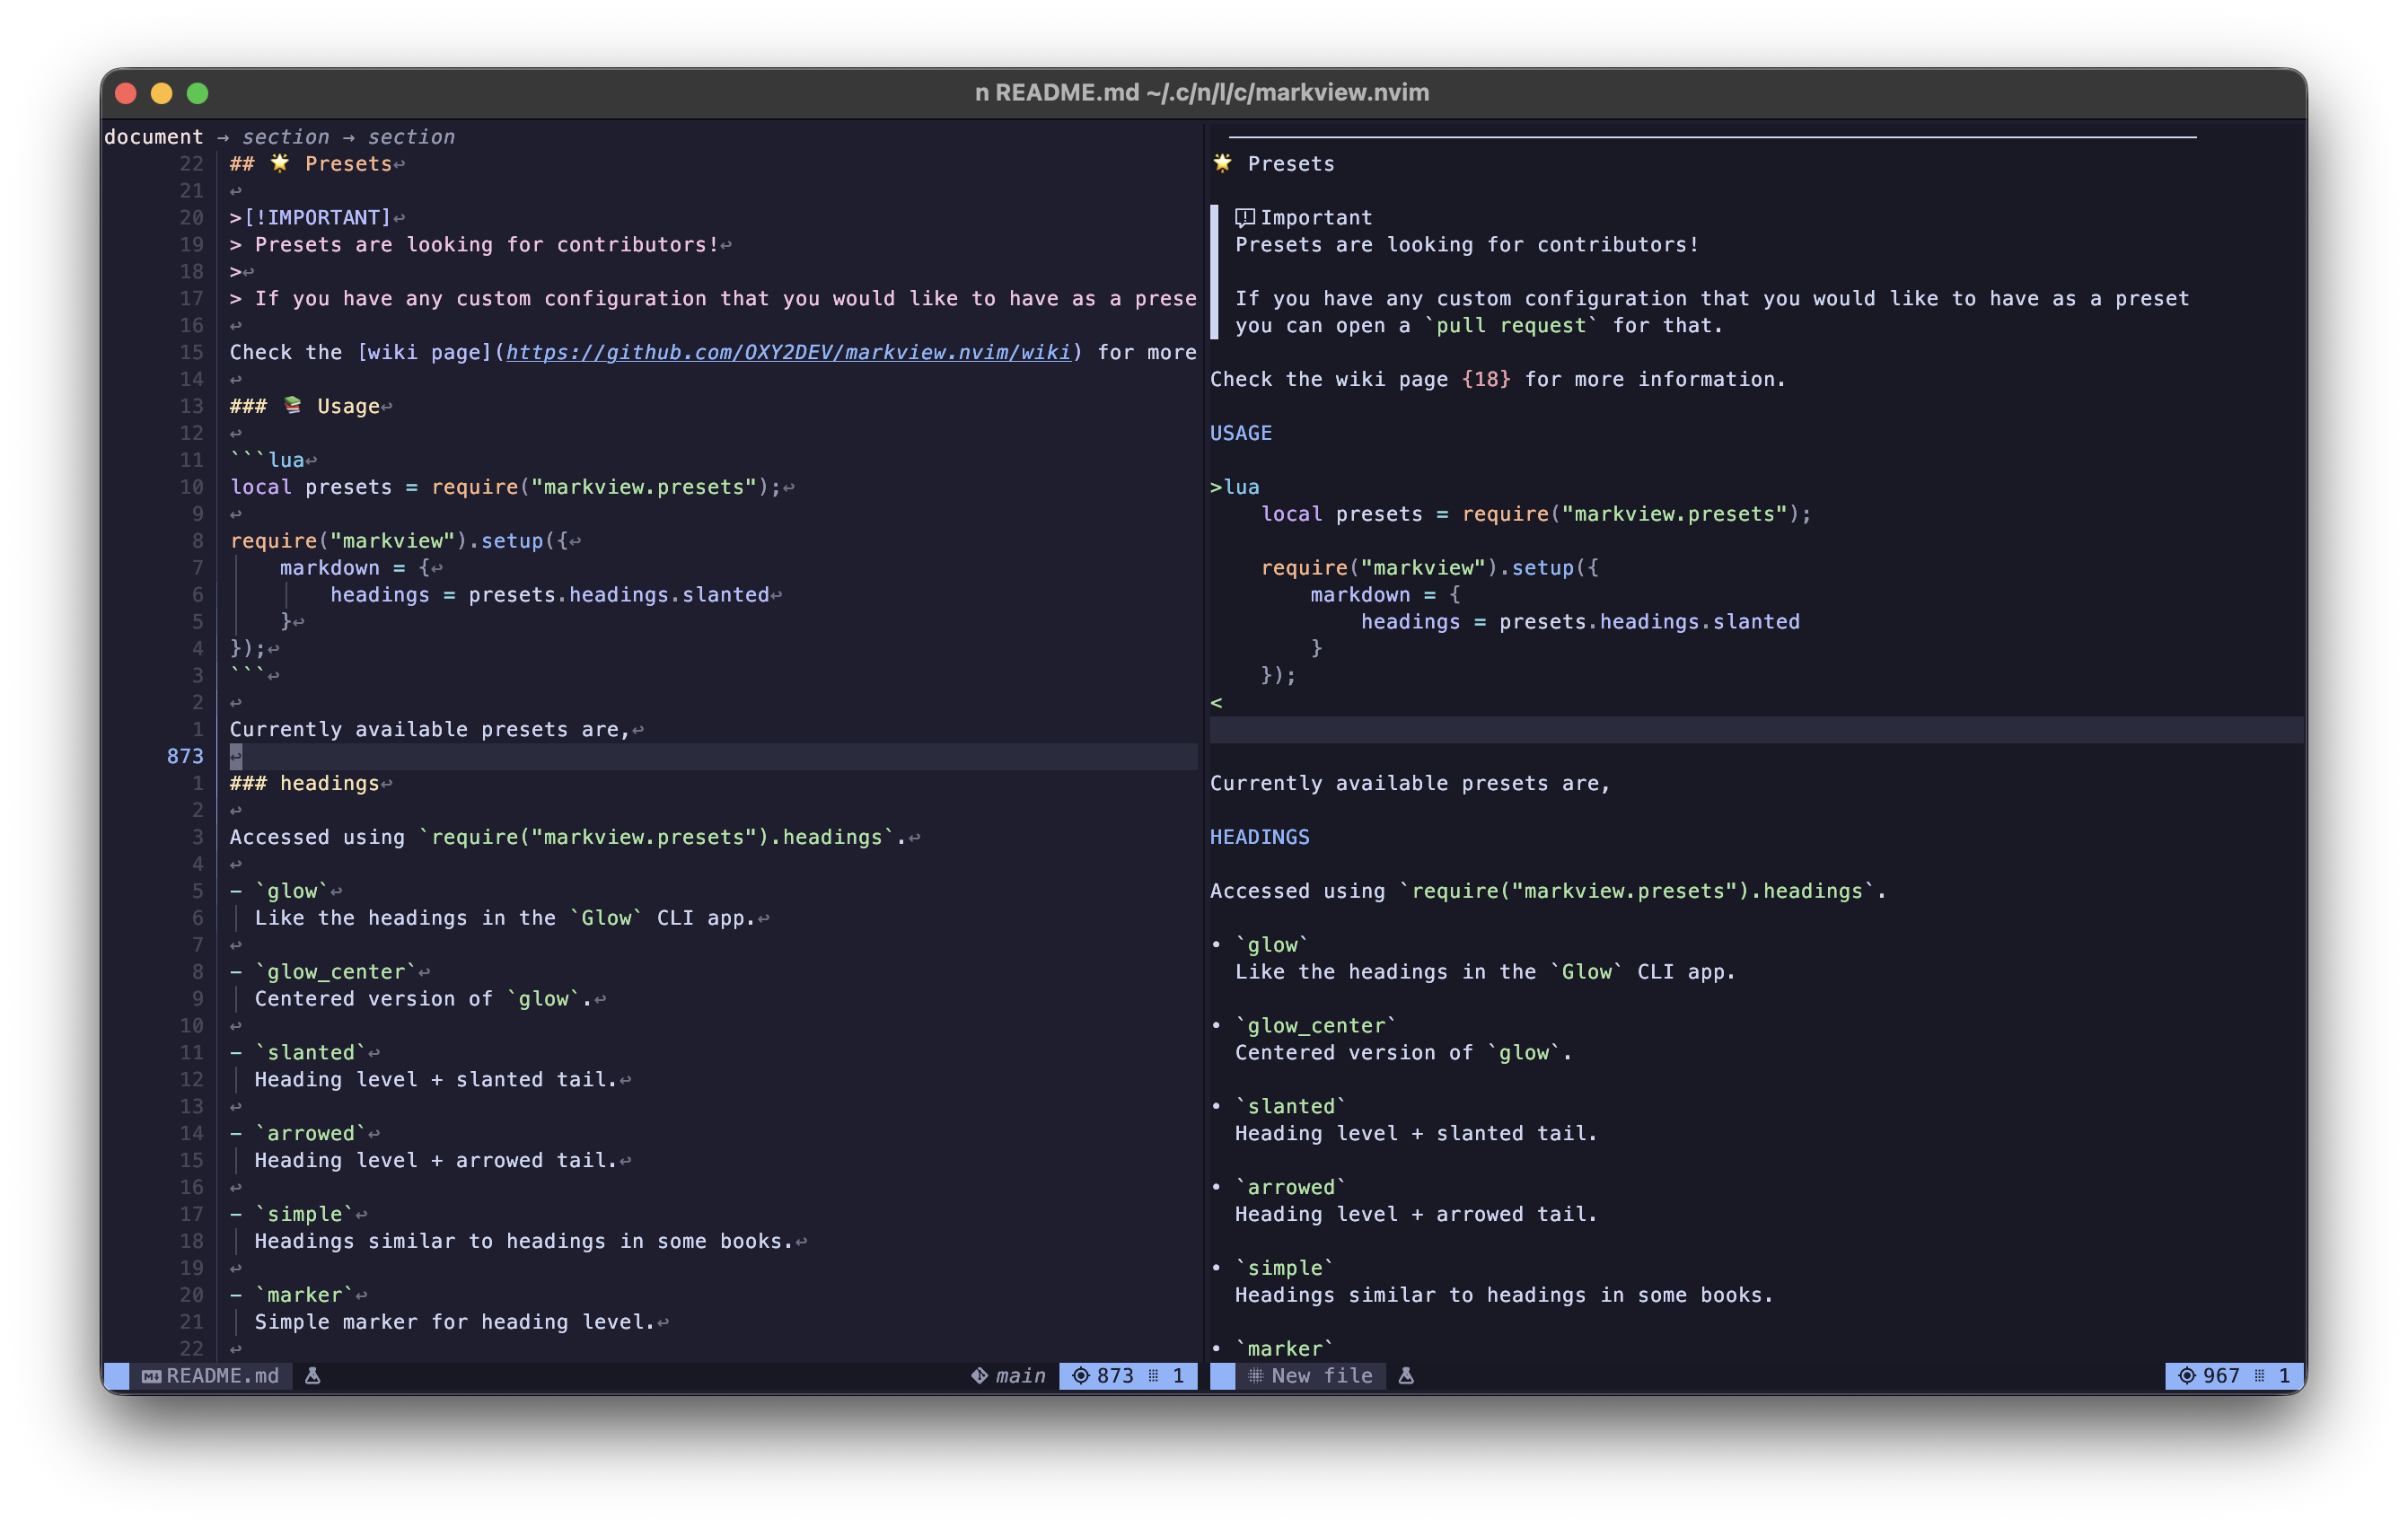 n README.md ~/.c/n/l/c/markview.nvim
document → section → section
22 ## 🌟 Presets↩
21 ↩
20 >[!IMPORTANT]↩
19 > Presets are looking for contributors!↩
18 >↩
17 > If you have any custom configuration that you would like to have as a prese
16 ↩
15 Check the [wiki page](https://github.com/OXY2DEV/markview.nvim/wiki) for more
14 ↩
13 ### 📚 Usage↩
12 ↩
11 ```lua↩
10 local presets = require("markview.presets");↩
9 ↩
8 require("markview").setup({↩
7     markdown = {↩
6         headings = presets.headings.slanted↩
5     }↩
4 });↩
3 ```↩
2 ↩
1 Currently available presets are,↩
873 ↩
1 ### headings↩
2 ↩
3 Accessed using `require("markview.presets").headings`.↩
4 ↩
5 - `glow`↩
6   Like the headings in the `Glow` CLI app.↩
7 ↩
8 - `glow_center`↩
9   Centered version of `glow`.↩
10 ↩
11 - `slanted`↩
12   Heading level + slanted tail.↩
13 ↩
14 - `arrowed`↩
15   Heading level + arrowed tail.↩
16 ↩
17 - `simple`↩
18   Headings similar to headings in some books.↩
19 ↩
20 - `marker`↩
21   Simple marker for heading level.↩
22 ↩
README.md main 873 1
🌟 Presets
Important
Presets are looking for contributors!
If you have any custom configuration that you would like to have as a preset
you can open a `pull request` for that.
Check the wiki page {18} for more information.
USAGE
>lua
    local presets = require("markview.presets");
    require("markview").setup({
        markdown = {
            headings = presets.headings.slanted
        }
    });
<
Currently available presets are,
HEADINGS
Accessed using `require("markview.presets").headings`.
• `glow`
  Like the headings in the `Glow` CLI app.
• `glow_center`
  Centered version of `glow`.
• `slanted`
  Heading level + slanted tail.
• `arrowed`
  Heading level + arrowed tail.
• `simple`
  Headings similar to headings in some books.
• `marker`
New file 967 1